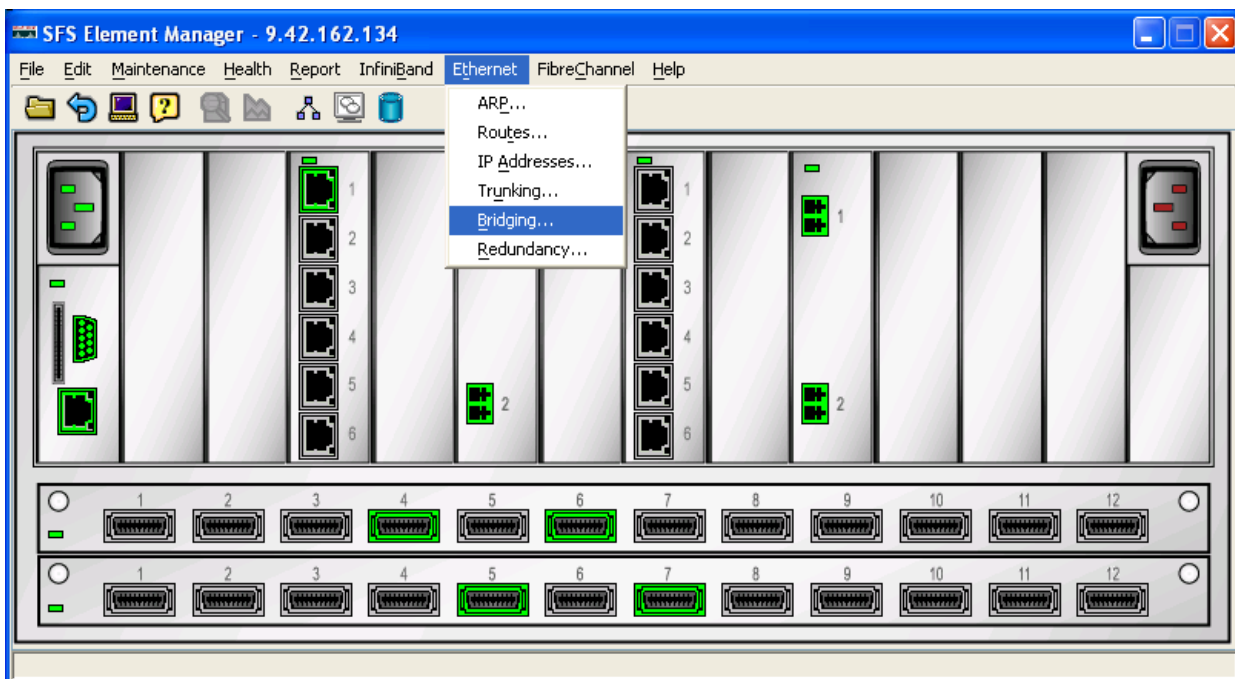 SFS Element Manager - 9.42.162.134
File Edit Maintenance Health Report InfiniBand Ethernet FibreChannel Help
ARP...
Routes...
IP Addresses...
Trunking...
Bridging...
Redundancy...
1 1 1
2 2
3 3
4 4
5 2 5 2
6 6
1 2 3 4 5 6 7 8 9 10 11 12
1 2 3 4 5 6 7 8 9 10 11 12